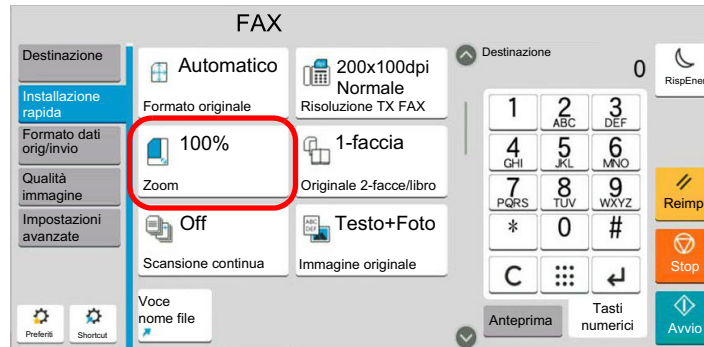 FAX
Destinazione
Installazione
rapida
Formato dati
orig/invio
Qualità
immagine
Impostazioni
avanzate
Preferiti
Shortcut
Automatico
Formato originale
200x100dpi
Normale
Risoluzione TX FAX
100%
Zoom
1-faccia
Originale 2-facce/libro
Off
Scansione continua
ABC
DEF
Testo+Foto
Immagine originale
Voce
nome file
Destinazione
0
1
2
ABC
3
DEF
4
GHI
5
JKL
6
MNO
7
PQRS
8
TUV
9
WXYZ
*
0
#
C
Anteprima
Tasti
numerici
RispEner
Reimp
Stop
Avvio